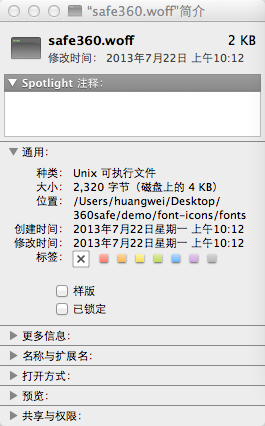 “safe360.woff”简介
safe360.woff 2 KB
修改时间: 2013年7月22日 上午10:12
Spotlight 注释:
通用:
种类: Unix 可执行文件
大小: 2,320 字节（磁盘上的 4 KB）
位置: /Users/huangwei/Desktop/
360safe/demo/font-icons/fonts
创建时间: 2013年7月22日星期一 上午10:12
修改时间: 2013年7月22日星期一 上午10:12
标签:
样版
已锁定
更多信息:
名称与扩展名:
打开方式:
预览:
共享与权限: